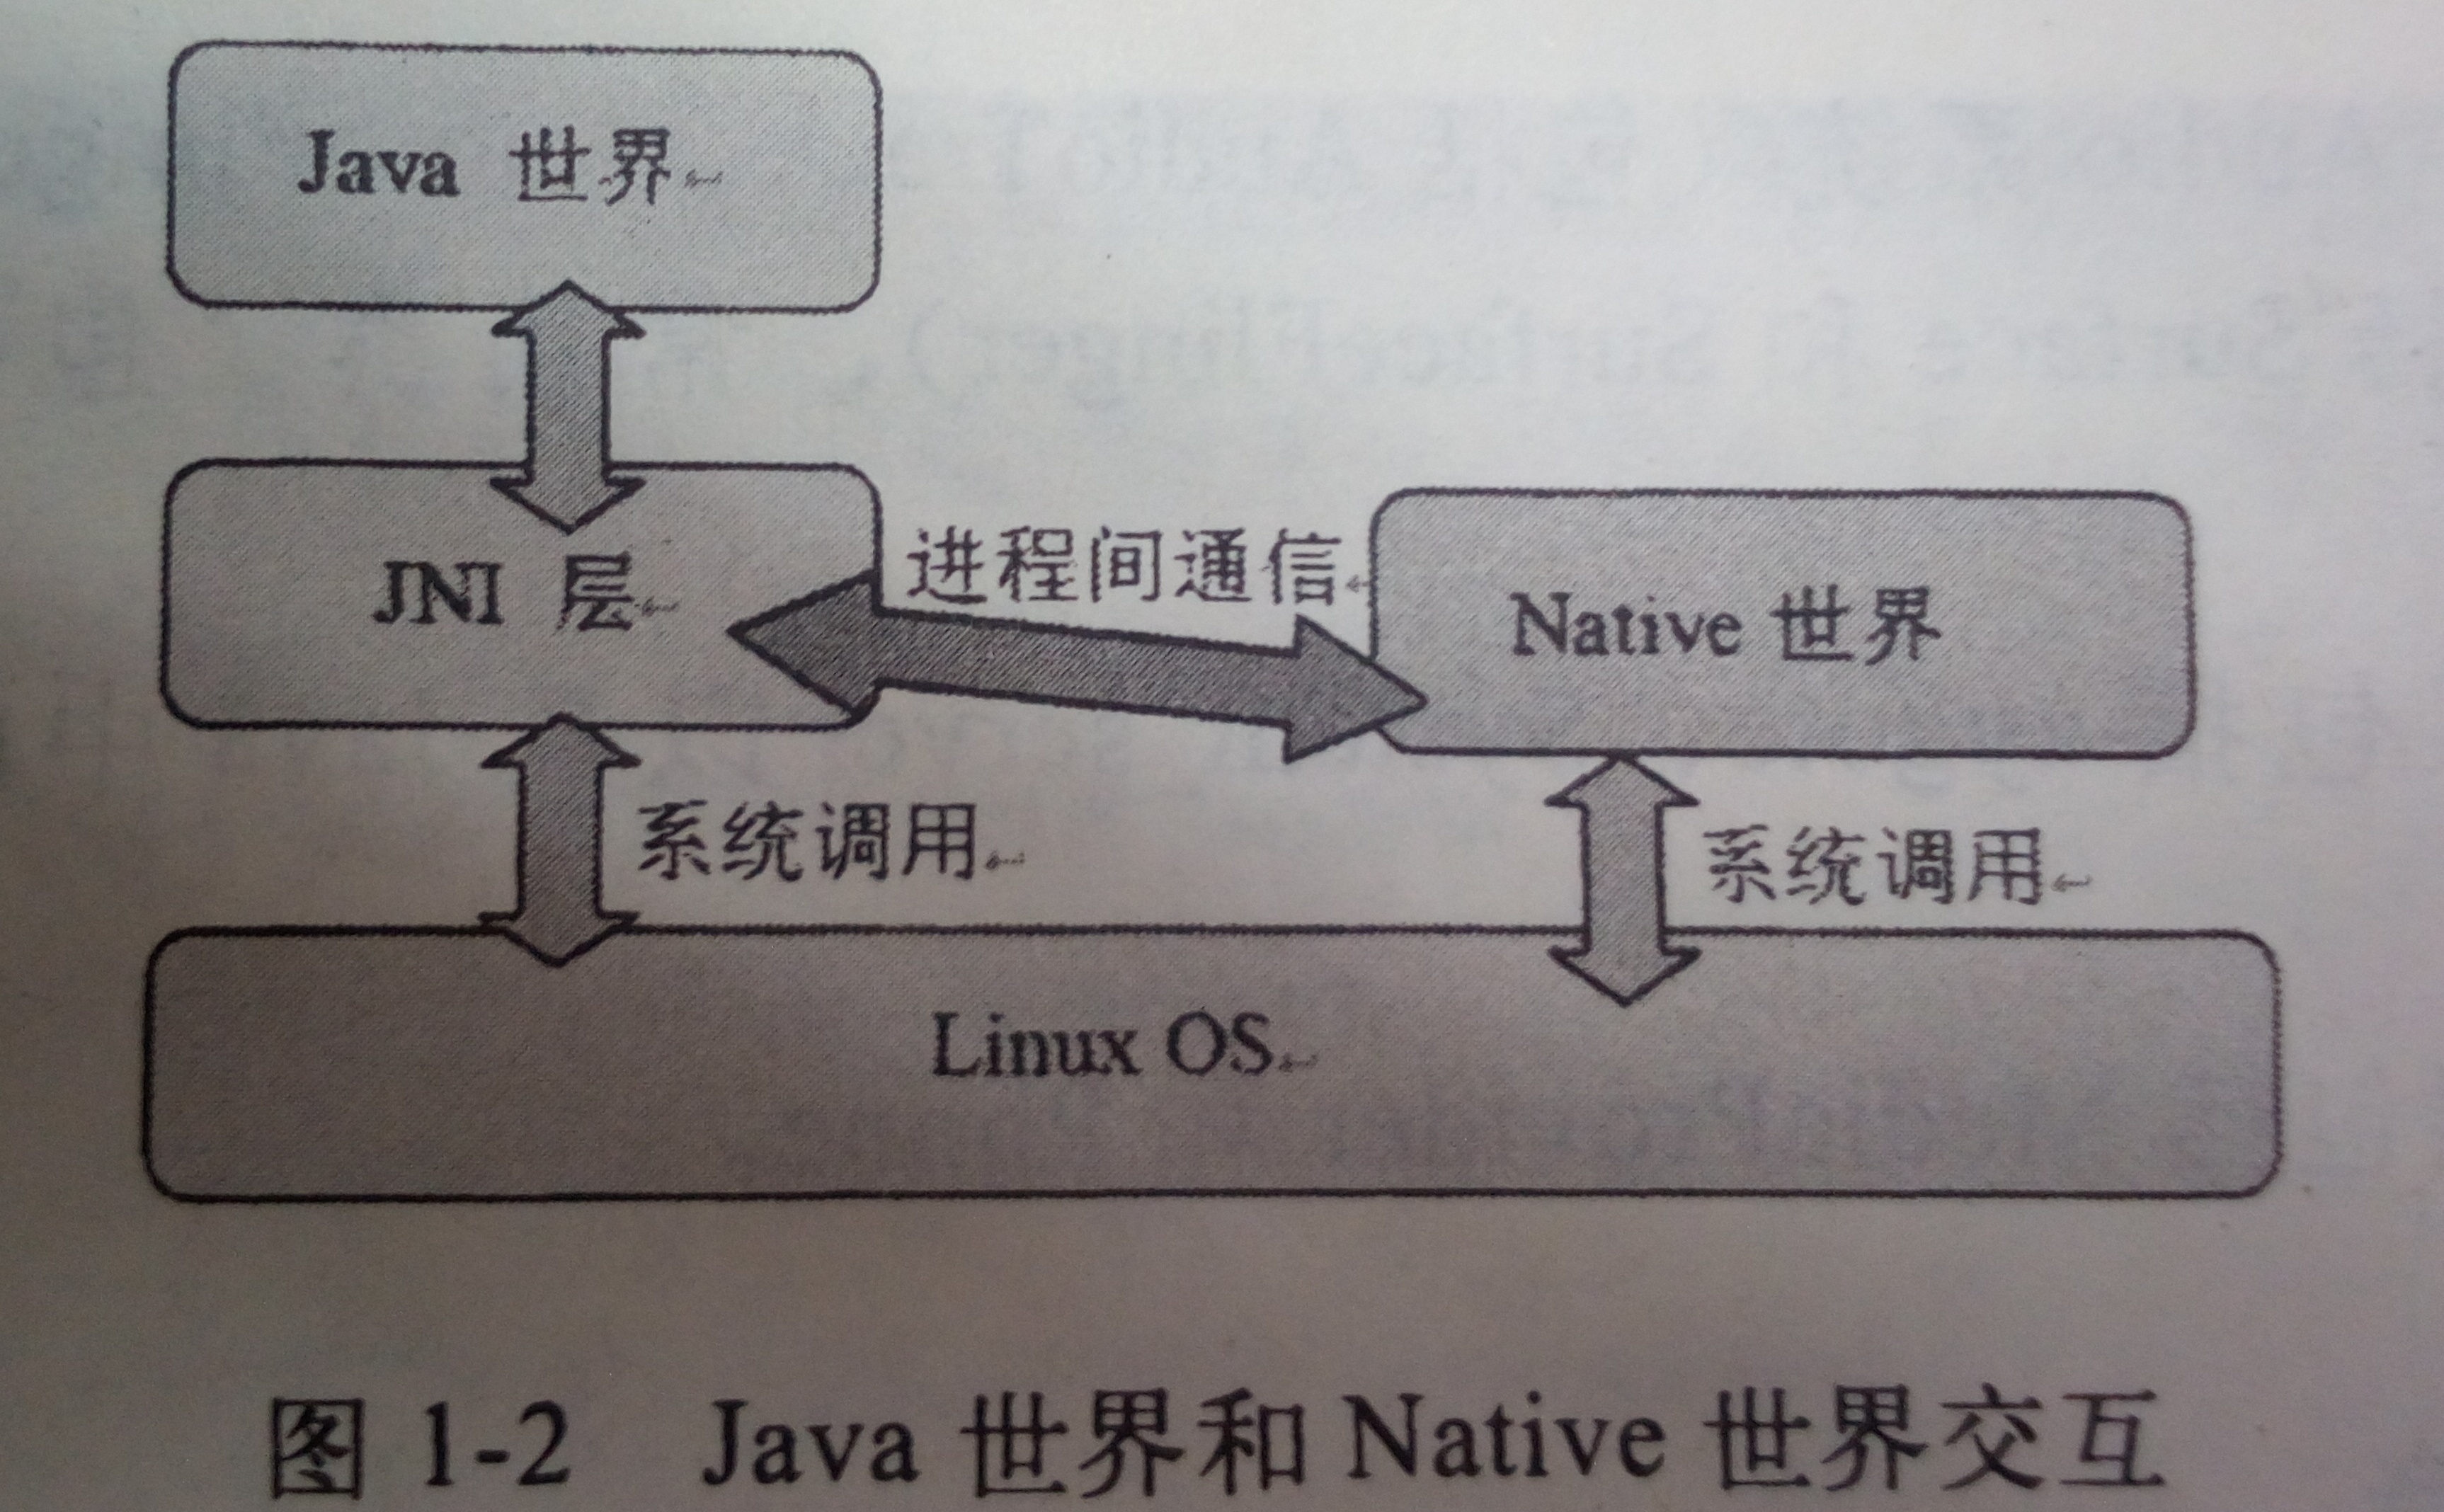 Java 世界
JNI 层
进程间通信
Native 世界
系统调用
系统调用
Linux OS
图 1-2 Java 世界和 Native 世界交互